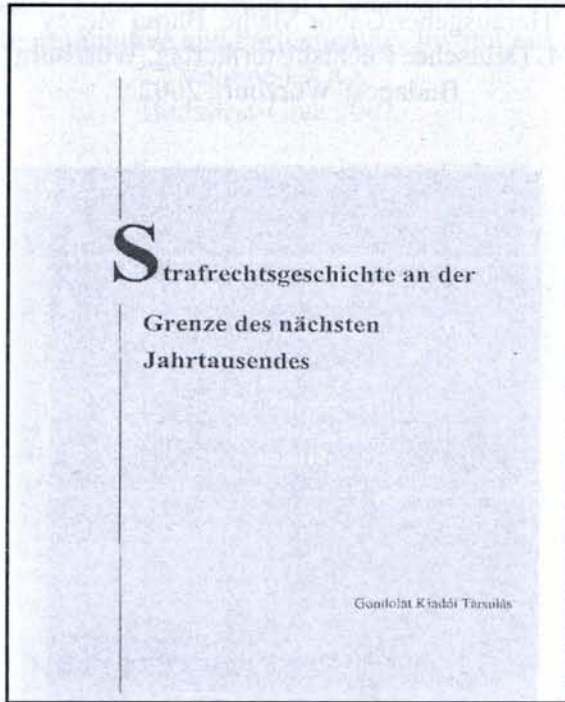 Strafrechtsgeschichte an der
Grenze des nächsten
Jahrtausendes
Gondolat Kiadói Társulás